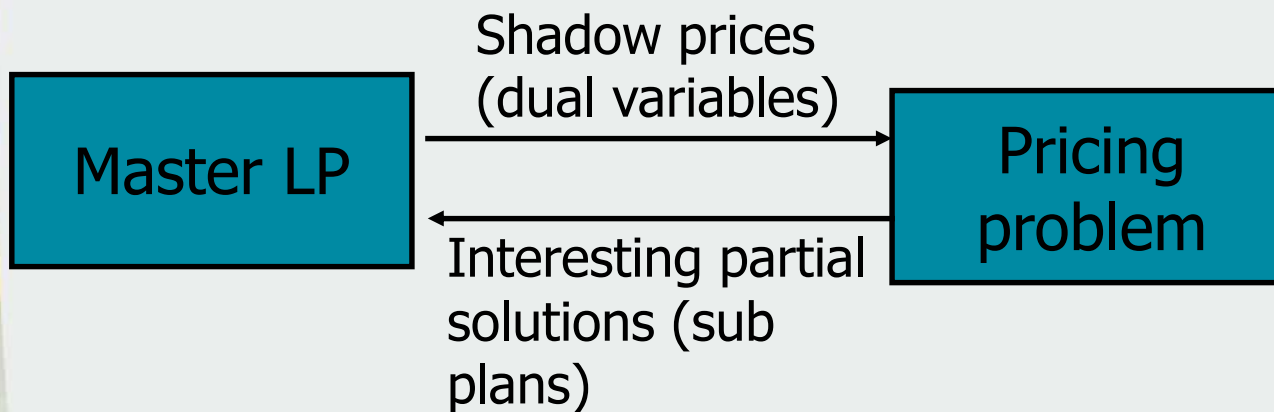 Shadow prices
(dual variables)
Master LP
Pricing
problem
Interesting partial
solutions (sub
plans)